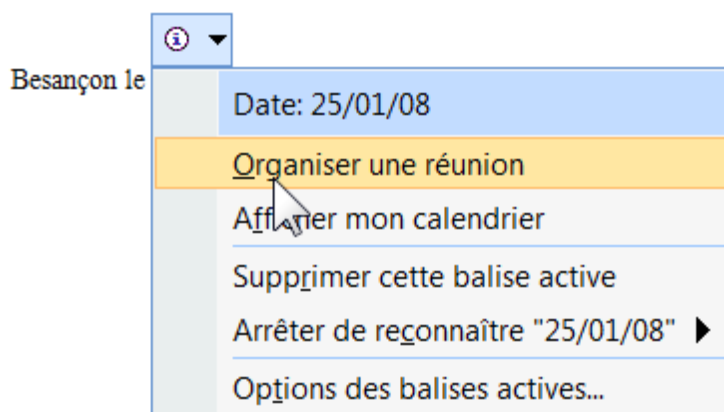 Besançon le
Date: 25/01/08
Organiser une réunion
Afficher mon calendrier
Supprimer cette balise active
Arrêter de reconnaître "25/01/08"
Options des balises actives...